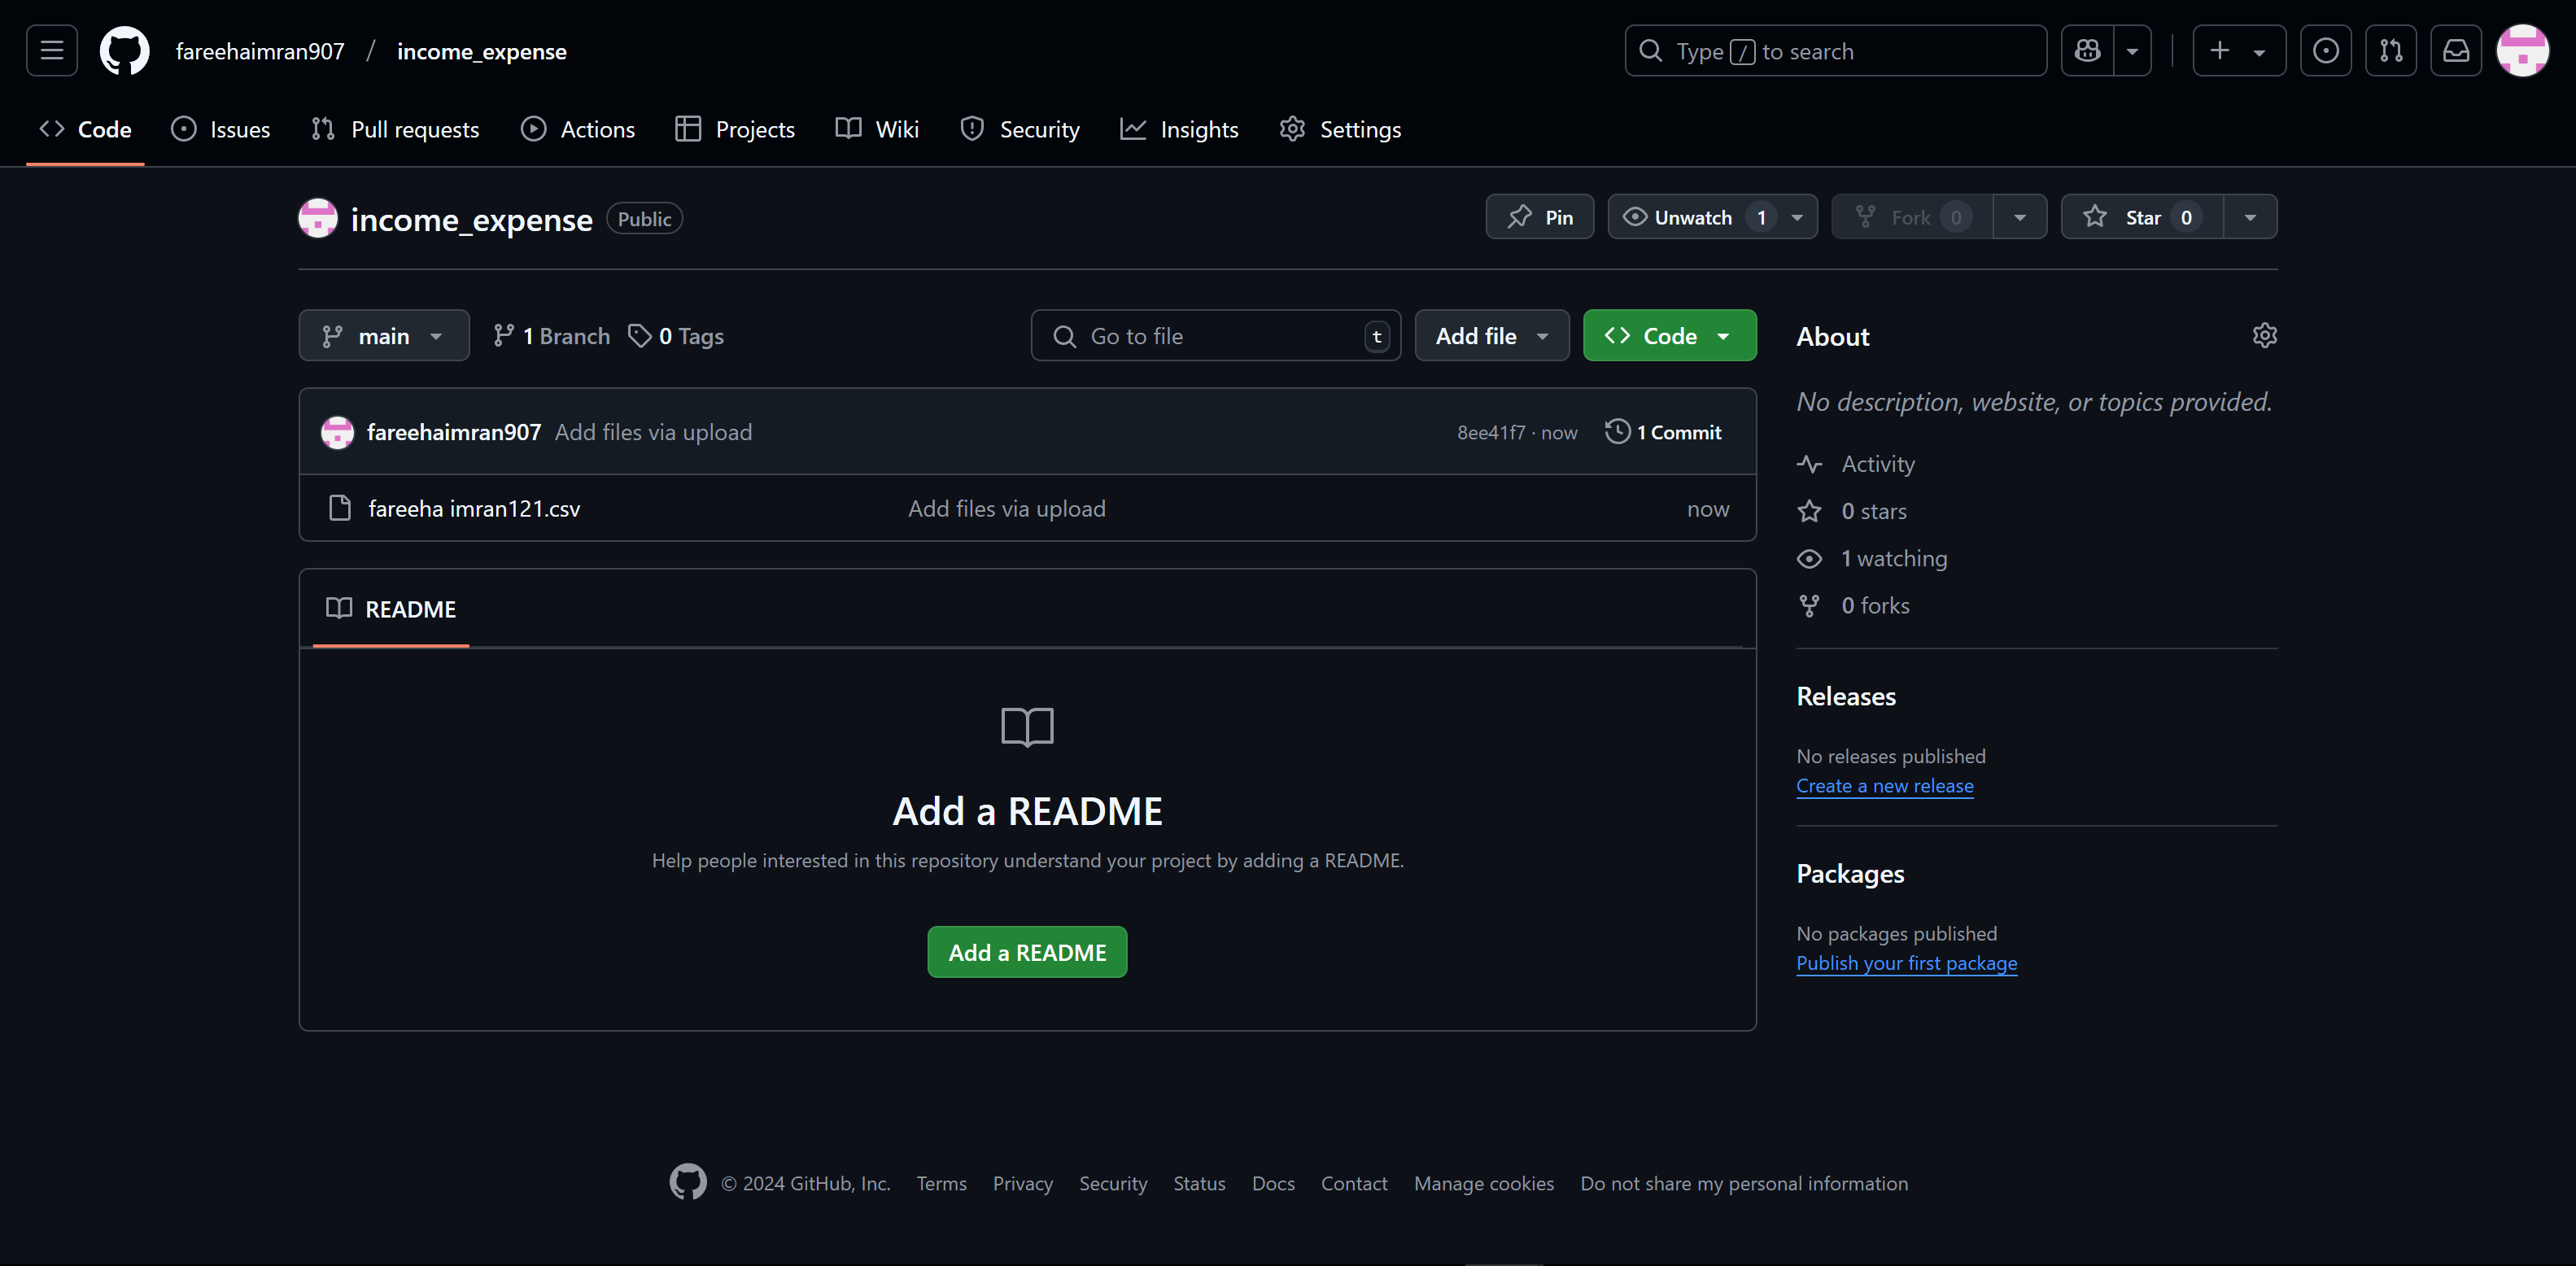 fareehaimran907 / income_expense
Type / to search
Code Issues Pull requests Actions Projects Wiki Security Insights Settings
income_expense Public
Pin Unwatch 1 Fork 0 Star 0
main 1 Branch 0 Tags Go to file t Add file Code
fareehaimran907 Add files via upload 8ee41f7 · now 1 Commit
fareeha imran121.csv Add files via upload now
README
Add a README
Help people interested in this repository understand your project by adding a README.
Add a README
About
No description, website, or topics provided.
Activity
0 stars
1 watching
0 forks
Releases
No releases published
Create a new release
Packages
No packages published
Publish your first package
© 2024 GitHub, Inc. Terms Privacy Security Status Docs Contact Manage cookies Do not share my personal information